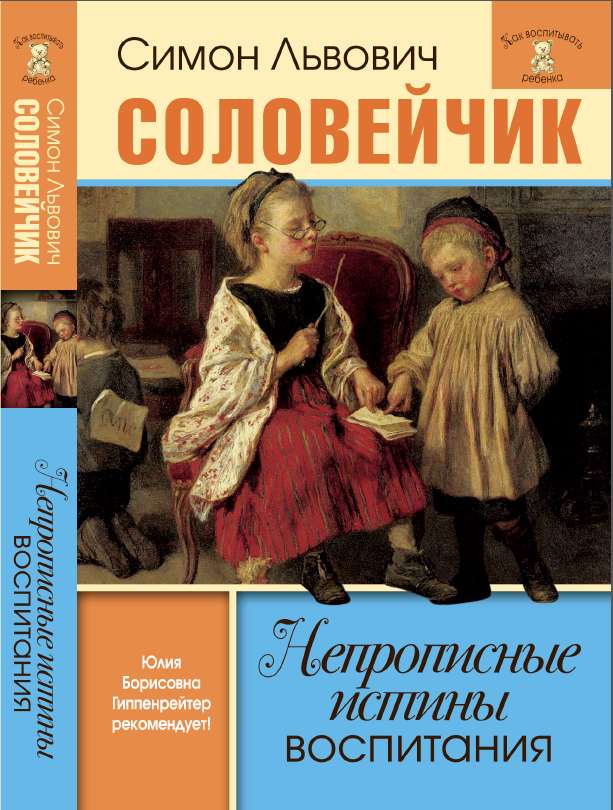 Как воспитывать
ребенка
Симон Львович
СОЛОВЕЙЧИК
Непрописные истины
воспитания
Симон Львович
СОЛОВЕЙЧИК
Как воспитывать
ребенка
Юлия
Борисовна
Гиппенрейтер
рекомендует!
Непрописные
истины
воспитания